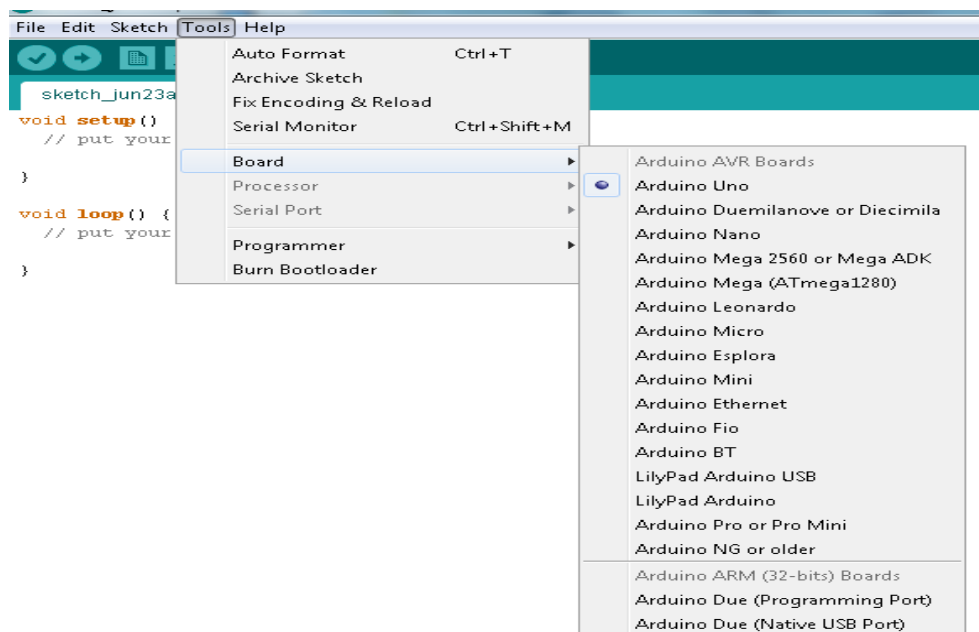 File Edit Sketch Tools Help
Auto Format Ctrl+T
Archive Sketch
sketch_jun23a
Fix Encoding & Reload
void setup()
Serial Monitor Ctrl+Shift+M
// put your
Board
}
Processor
void loop() {
Serial Port
// put your
Programmer
}
Burn Bootloader
Arduino AVR Boards
Arduino Uno
Arduino Duemilanove or Diecimila
Arduino Nano
Arduino Mega 2560 or Mega ADK
Arduino Mega (ATmega1280)
Arduino Leonardo
Arduino Micro
Arduino Esplora
Arduino Mini
Arduino Ethernet
Arduino Fio
Arduino BT
LilyPad Arduino USB
LilyPad Arduino
Arduino Pro or Pro Mini
Arduino NG or older
Arduino ARM (32-bits) Boards
Arduino Due (Programming Port)
Arduino Due (Native USB Port)